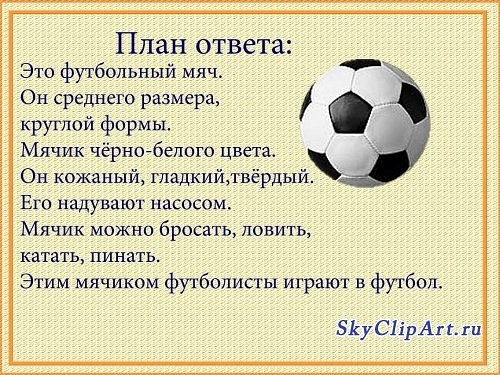 План ответа:
Это футбольный мяч.
Он среднего размера,
круглой формы.
Мячик чёрно-белого цвета.
Он кожаный, гладкий,твёрдый.
Его надувают насосом.
Мячик можно бросать, ловить,
катать, пинать.
Этим мячиком футболисты играют в футбол.
SkyClipArt.ru